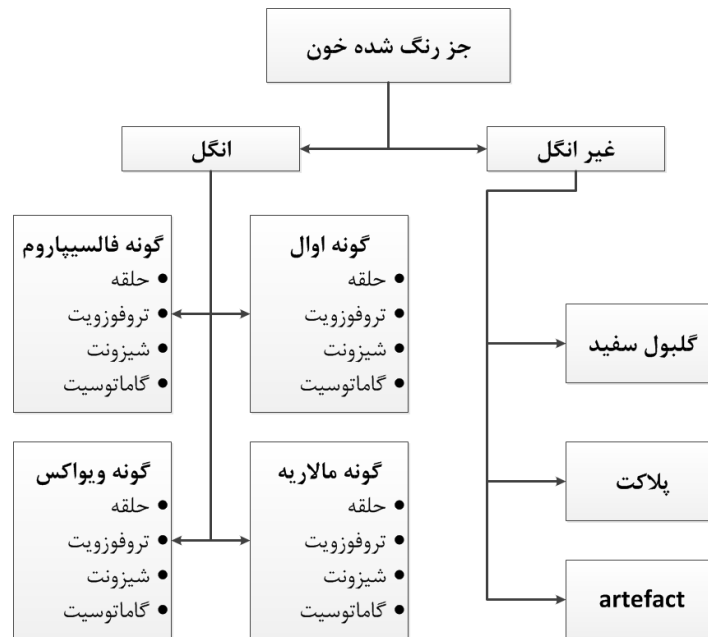 جز رنگ شده خون
غیر انگل
انگل
گونه اوال
• حلقه
• تروفوزویت
• شیزونت
• گاماتوسیت
گونه فالسیپاروم
• حلقه
• تروفوزویت
• شیزونت
• گاماتوسیت
گونه مالاریه
• حلقه
• تروفوزویت
• شیزونت
• گاماتوسیت
گونه ویواکس
• حلقه
• تروفوزویت
• شیزونت
• گاماتوسیت
گلبول سفید
پلاکت
artefact